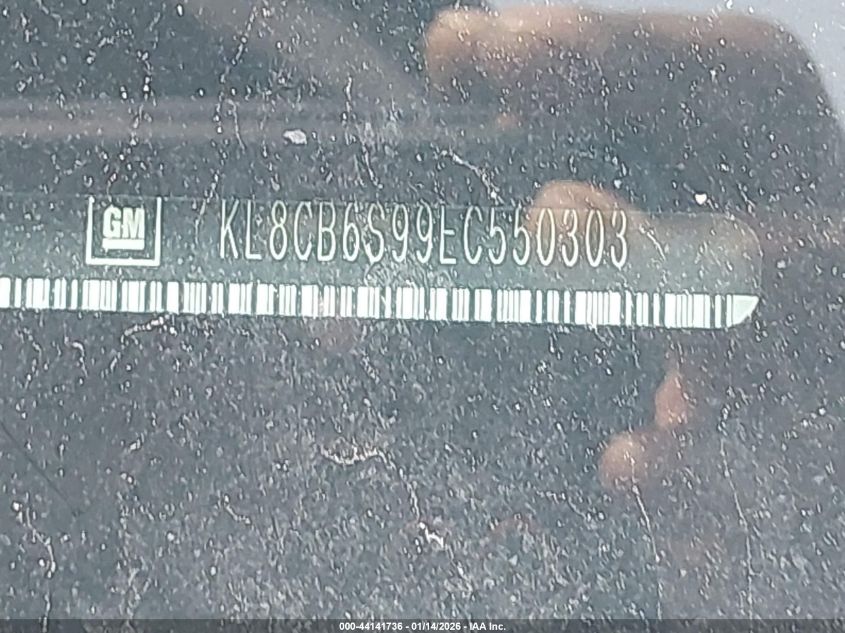 GM KL8CB6S99EC550303
000-44141736 - 01/14/2026 - IAA Inc.